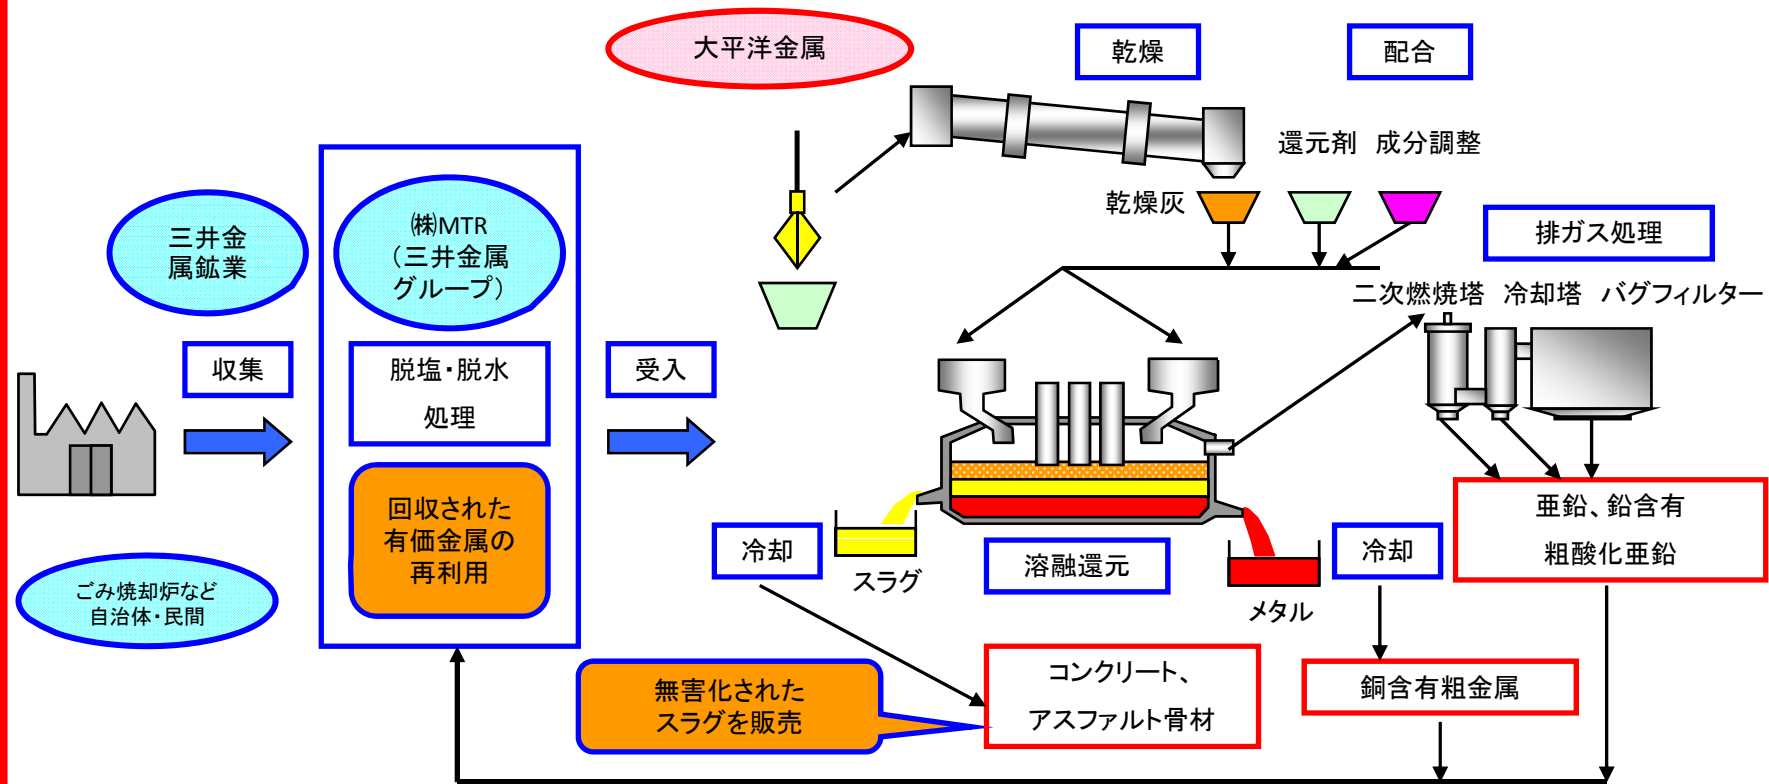 大平洋金属
乾燥
配合
還元剤 成分調整
乾燥灰
排ガス処理
二次燃焼塔 冷却塔 バグフィルター
三井金
属鉱業
㈱MTR
(三井金属
グループ)
収集
脱塩・脱水
処理
受入
回収された
有価金属の
再利用
ごみ焼却炉など
自治体・民間
冷却
スラグ
溶融還元
メタル
冷却
亜鉛、鉛含有
粗酸化亜鉛
無害化された
スラグを販売
コンクリート、
アスファルト骨材
銅含有粗金属